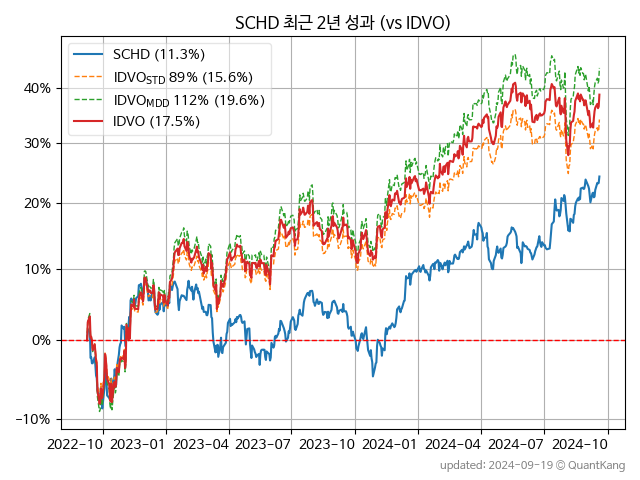 SCHD 최근 2년 성과 (vs IDVO)
SCHD (11.3%)
IDVO_STD 89% (15.6%)
IDVO_MDD 112% (19.6%)
IDVO (17.5%)
40%
30%
20%
10%
0%
−10%
2022-10 2023-01 2023-04 2023-07 2023-10 2024-01 2024-04 2024-07 2024-10
updated: 2024-09-19 © QuantKang